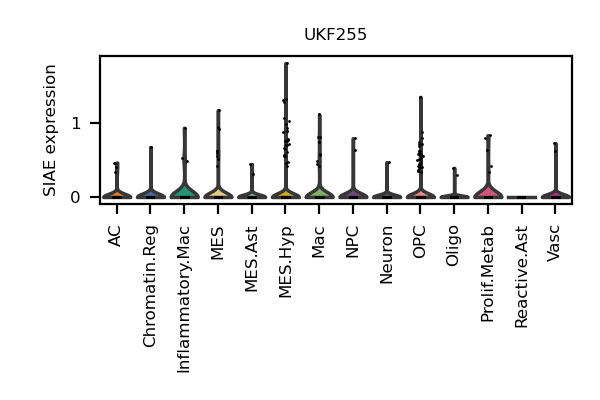 UKF255
SIAE expression
1
0
AC
Chromatin.Reg
Inflammatory.Mac
MES
MES.Ast
MES.Hyp
Mac
NPC
Neuron
OPC
Oligo
Prolif.Metab
Reactive.Ast
Vasc